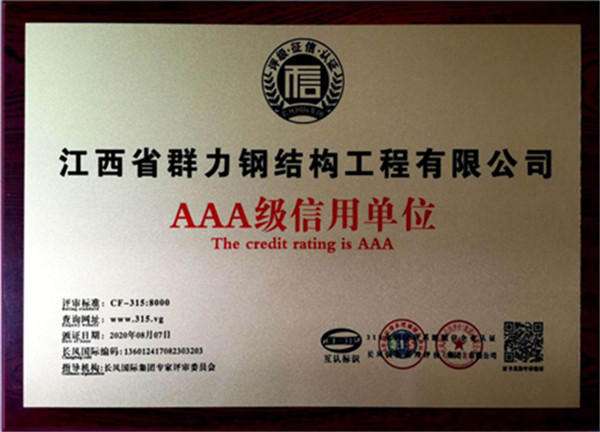 评级·征信·认证
信
江西省群力钢结构工程有限公司
AAA级信用单位
The credit rating is AAA
评审标准: CF-315:8000
查询网址: www.315.vg
派证日期: 2020年08月07日
长风国际编码:136012417082303203
指导机构:长风国际集团专家评审委员会
互认标识